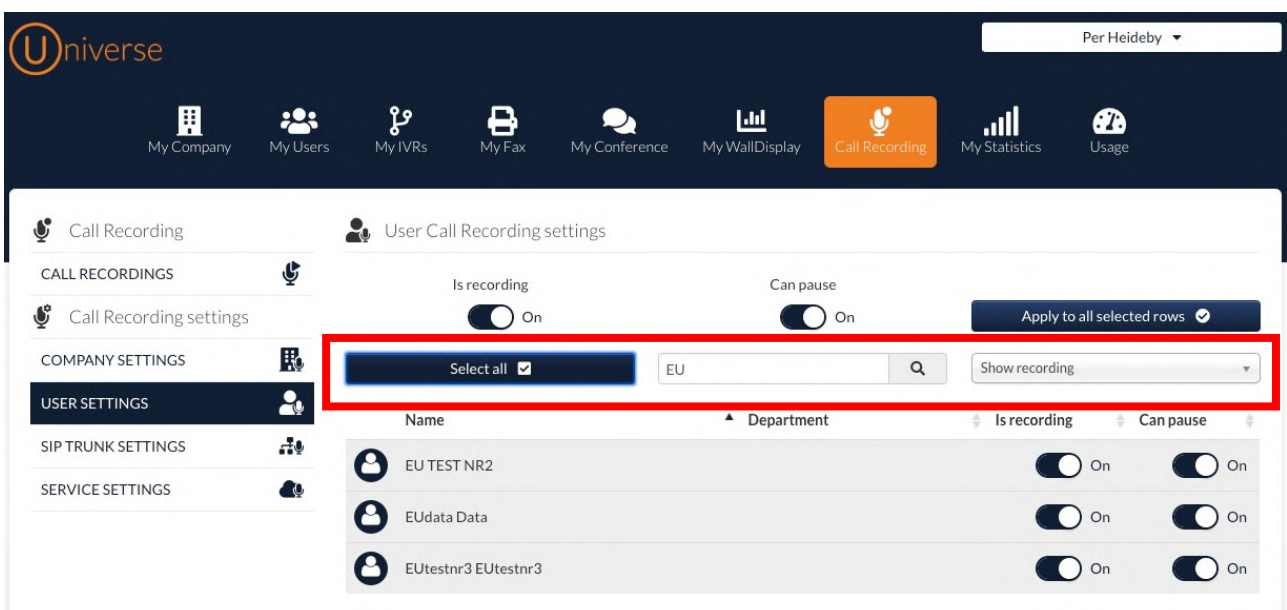 Universe
Per Heideby
My Company My Users My IVRs My Fax My Conference My WallDisplay Call Recording My Statistics Usage
Call Recording
CALL RECORDINGS
Call Recording settings
COMPANY SETTINGS
USER SETTINGS
SIP TRUNK SETTINGS
SERVICE SETTINGS
User Call Recording settings
Is recording Can pause
On On Apply to all selected rows
Select all EU Show recording
Name Department Is recording Can pause
EU TEST NR2 On On
EUdata Data On On
EUtestnr3 EUtestnr3 On On